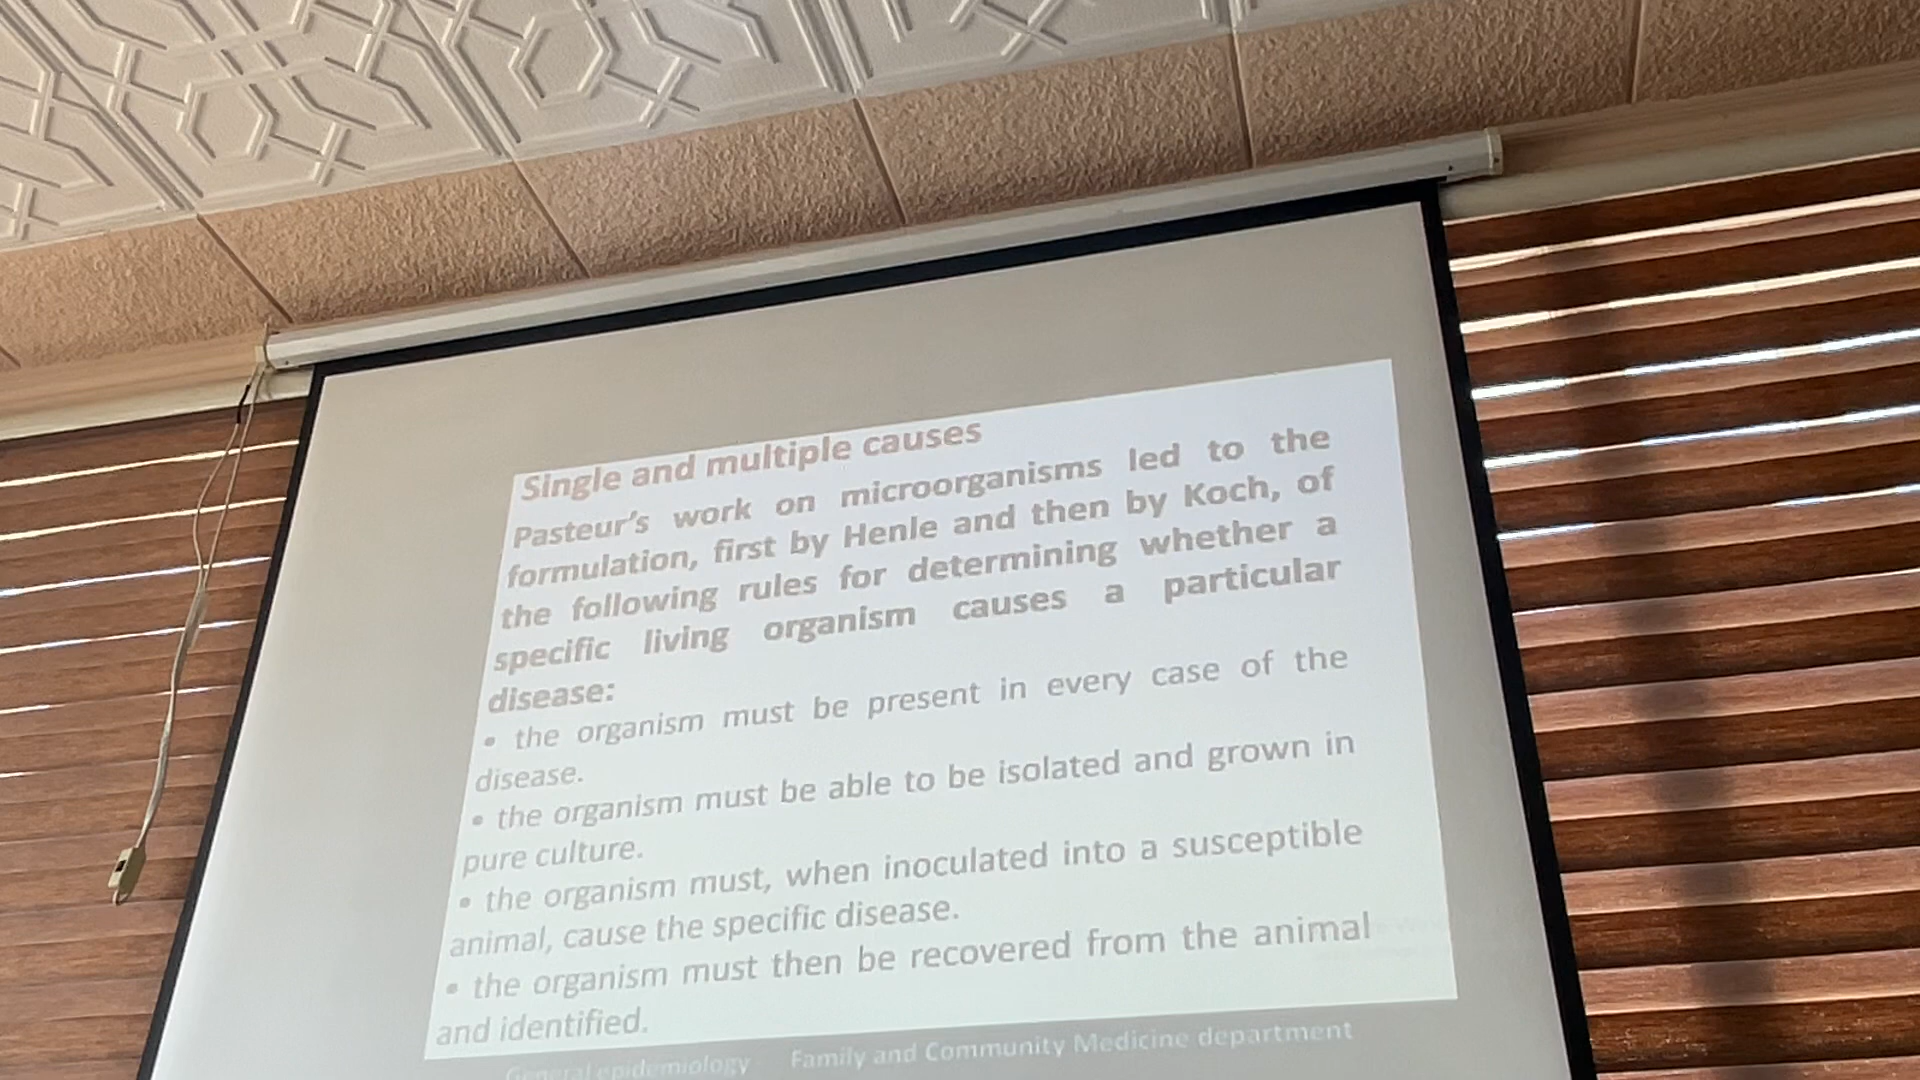 Single and multiple causes
Pasteur's work on microorganisms led to the
formulation, first by Henle and then by Koch, of
the following rules for determining whether a
specific living organism causes a particular
disease:
• the organism must be present in every case of the
disease.
• the organism must be able to be isolated and grown in
pure culture.
• the organism must, when inoculated into a susceptible
animal, cause the specific disease.
• the organism must then be recovered from the animal
and identified.
General epidemiology Family and Community Medicine department